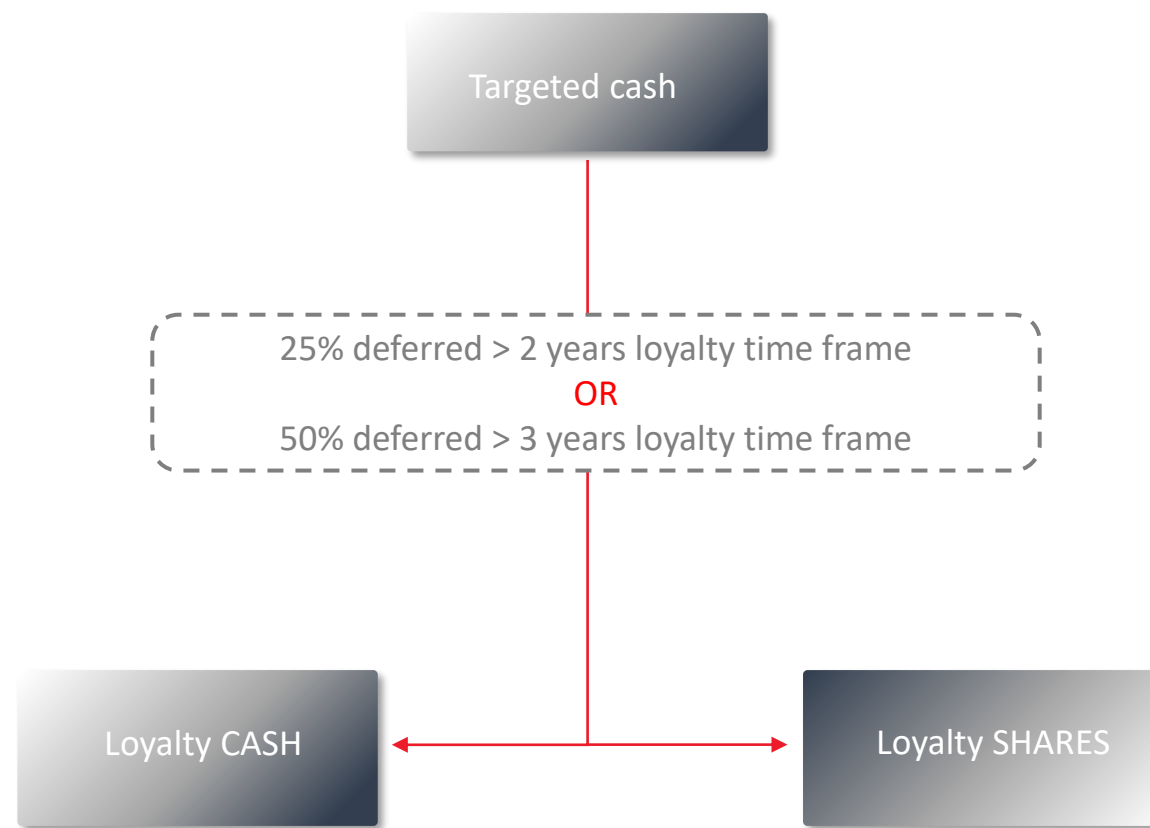 Targeted cash
25% deferred > 2 years loyalty time frame
OR
50% deferred > 3 years loyalty time frame
Loyalty CASH
Loyalty SHARES